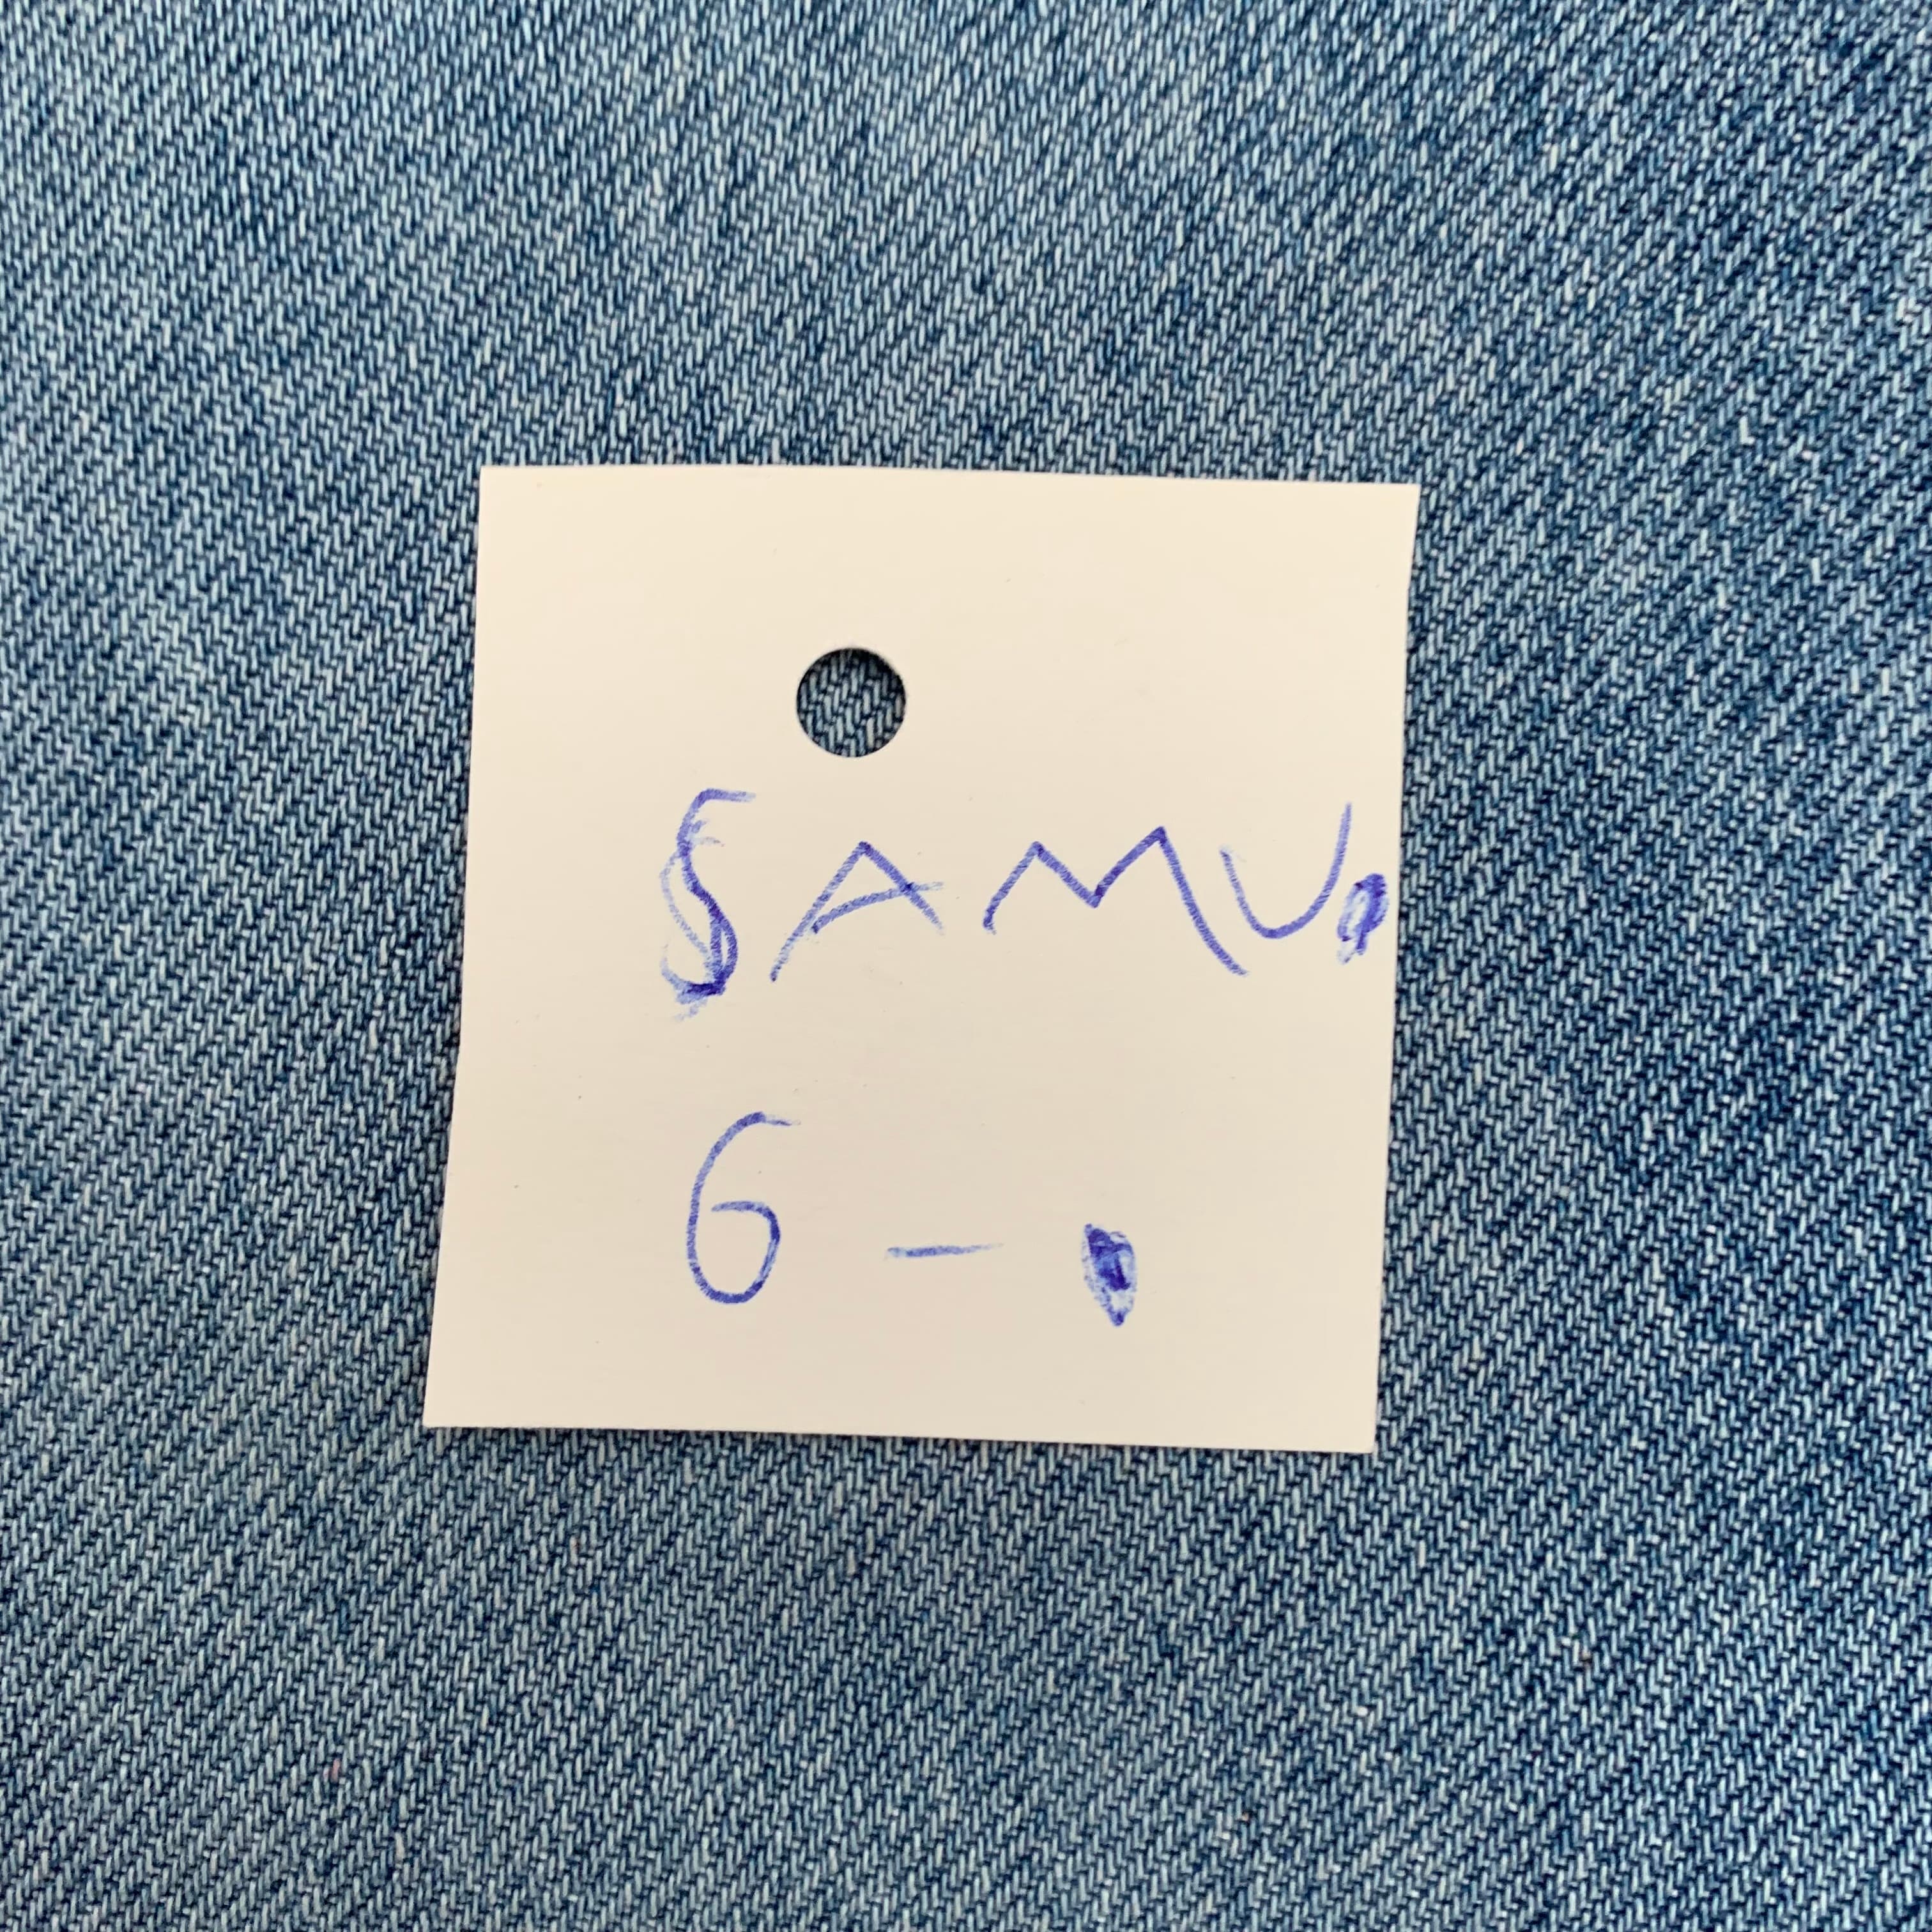 SAMU.
6 - .